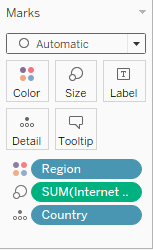 Marks
Automatic
Color Size Label
T
Detail Tooltip
Region
SUM(Internet ..
Country